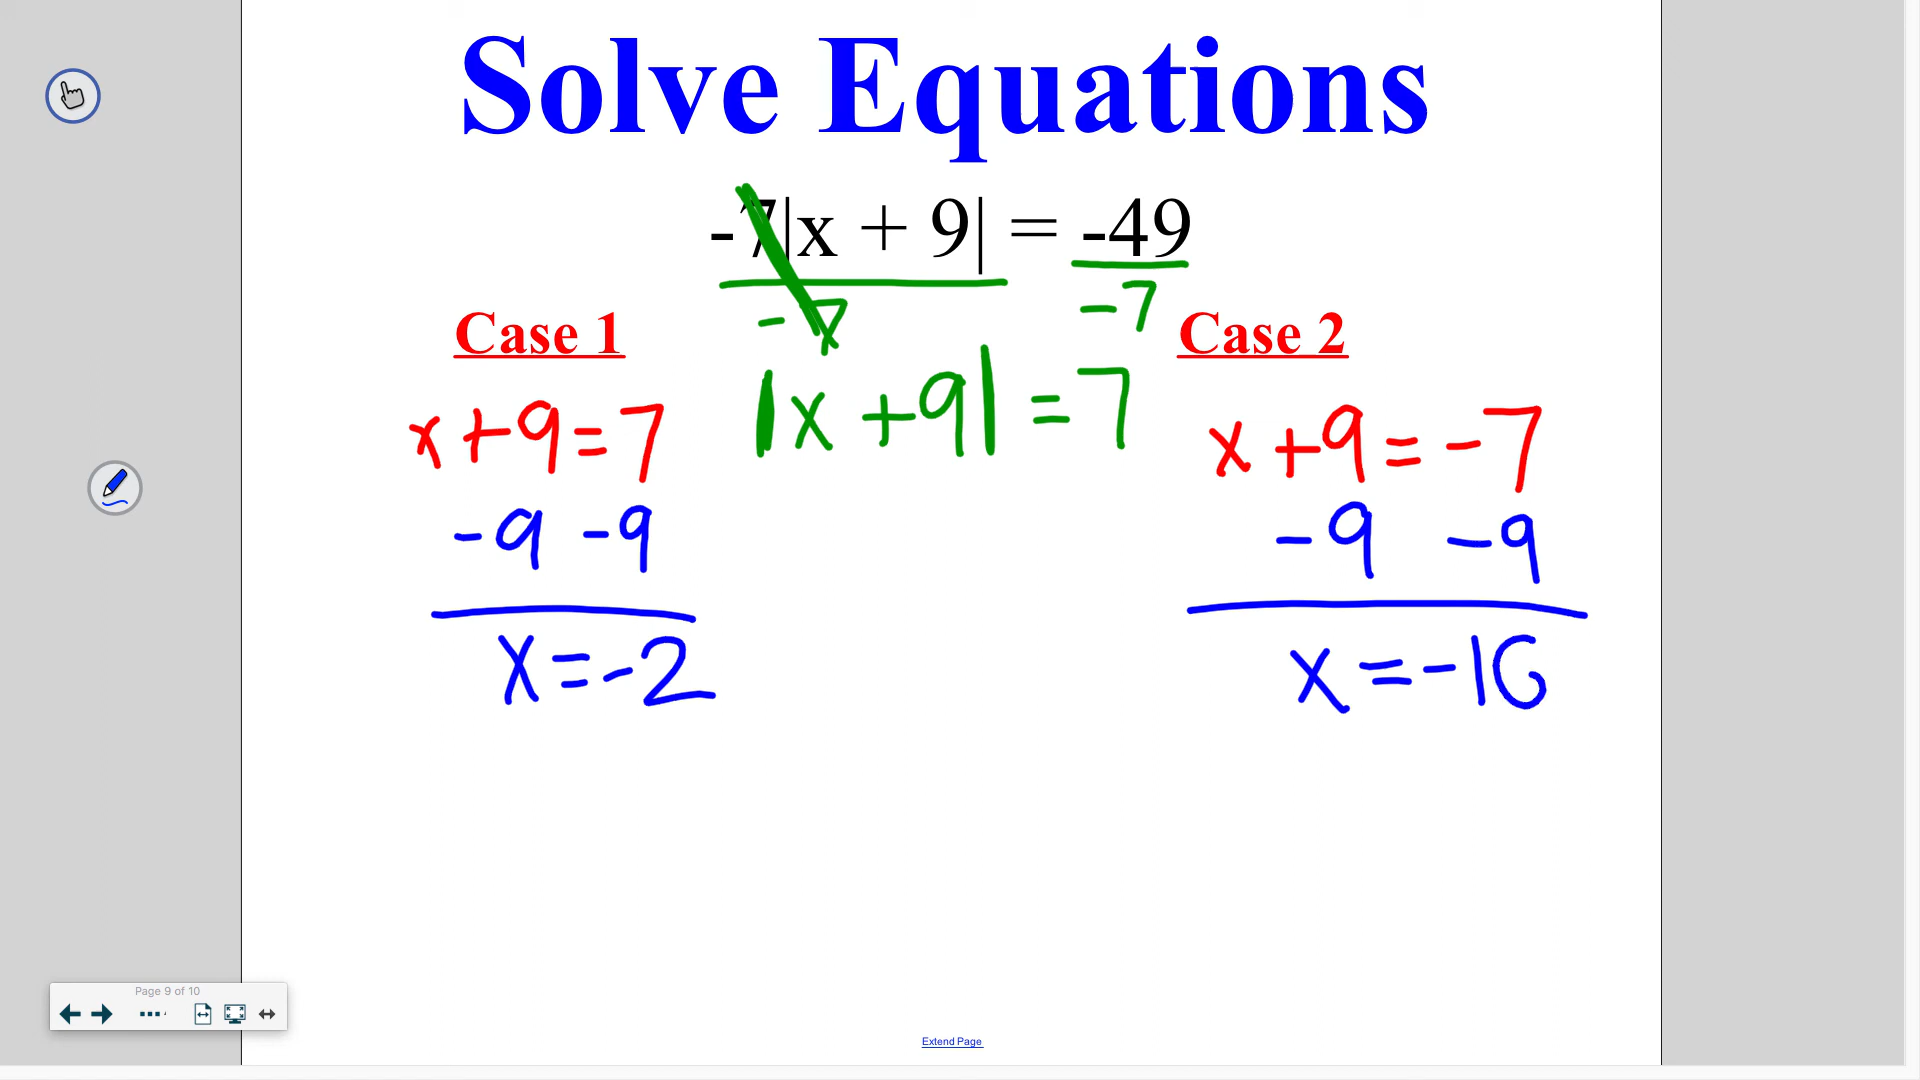 Solve Equations
-7|x + 9| = -49
-7 -7
Case 1
Case 2
|x + 9| = 7
x + 9 = 7
x + 9 = -7
-9 -9
-9 -9
x = -2
x = -16
Page 9 of 10
Extend Page